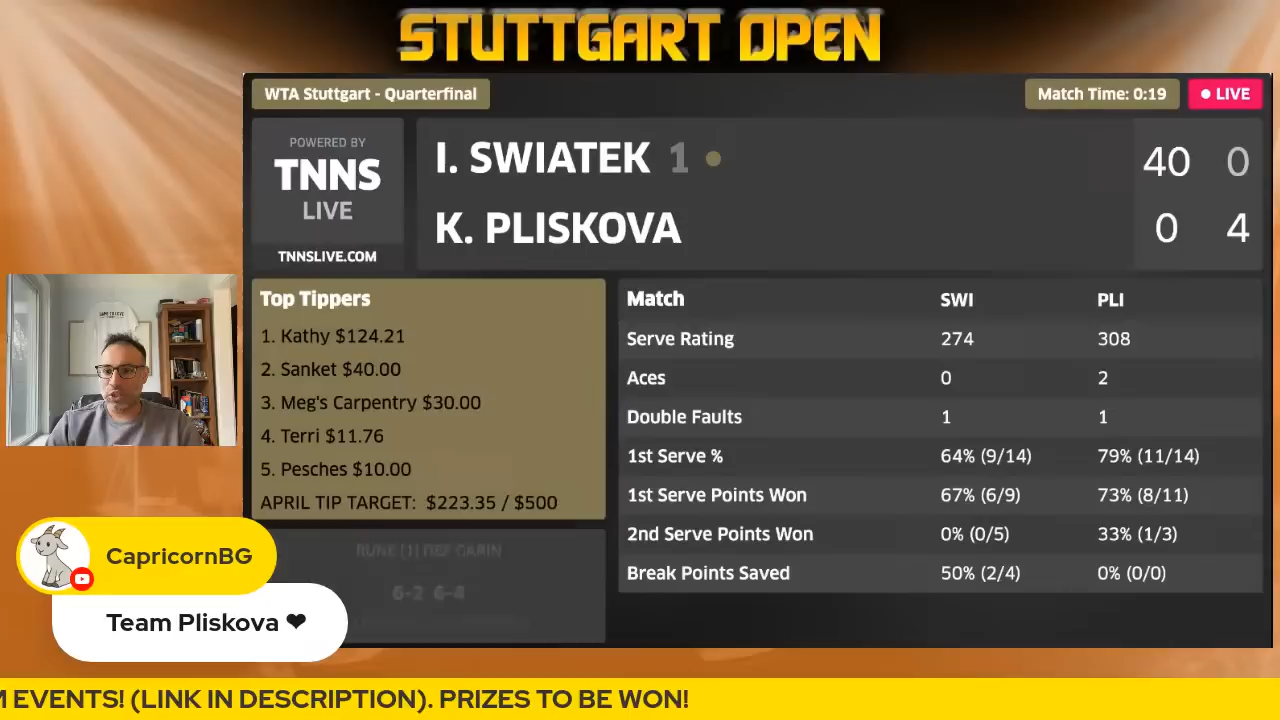 STUTTGART OPEN
WTA Stuttgart - Quarterfinal
Match Time: 0:19
LIVE
POWERED BY
TNNS
LIVE
TNNSLIVE.COM
I. SWIATEK 1 40 0
K. PLISKOVA 0 4
Top Tippers
1. Kathy $124.21
2. Sanket $40.00
3. Meg's Carpentry $30.00
4. Terri $11.76
5. Pesches $10.00
APRIL TIP TARGET: $223.35 / $500
Match SWI PLI
Serve Rating 274 308
Aces 0 2
Double Faults 1 1
1st Serve % 64% (9/14) 79% (11/14)
1st Serve Points Won 67% (6/9) 73% (8/11)
2nd Serve Points Won 0% (0/5) 33% (1/3)
Break Points Saved 50% (2/4) 0% (0/0)
RUNE [1] DEF GARIN
6-2 6-4
CapricornBG
Team Pliskova ❤
EVENTS! (LINK IN DESCRIPTION). PRIZES TO BE WON!